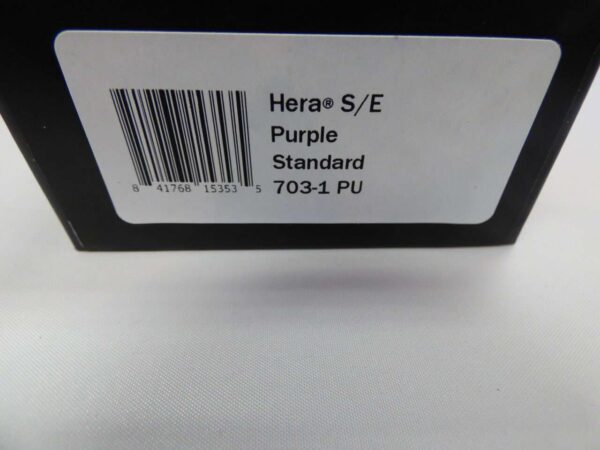 Hera® S/E
Purple
Standard
703-1 PU
8 41768 15353 5